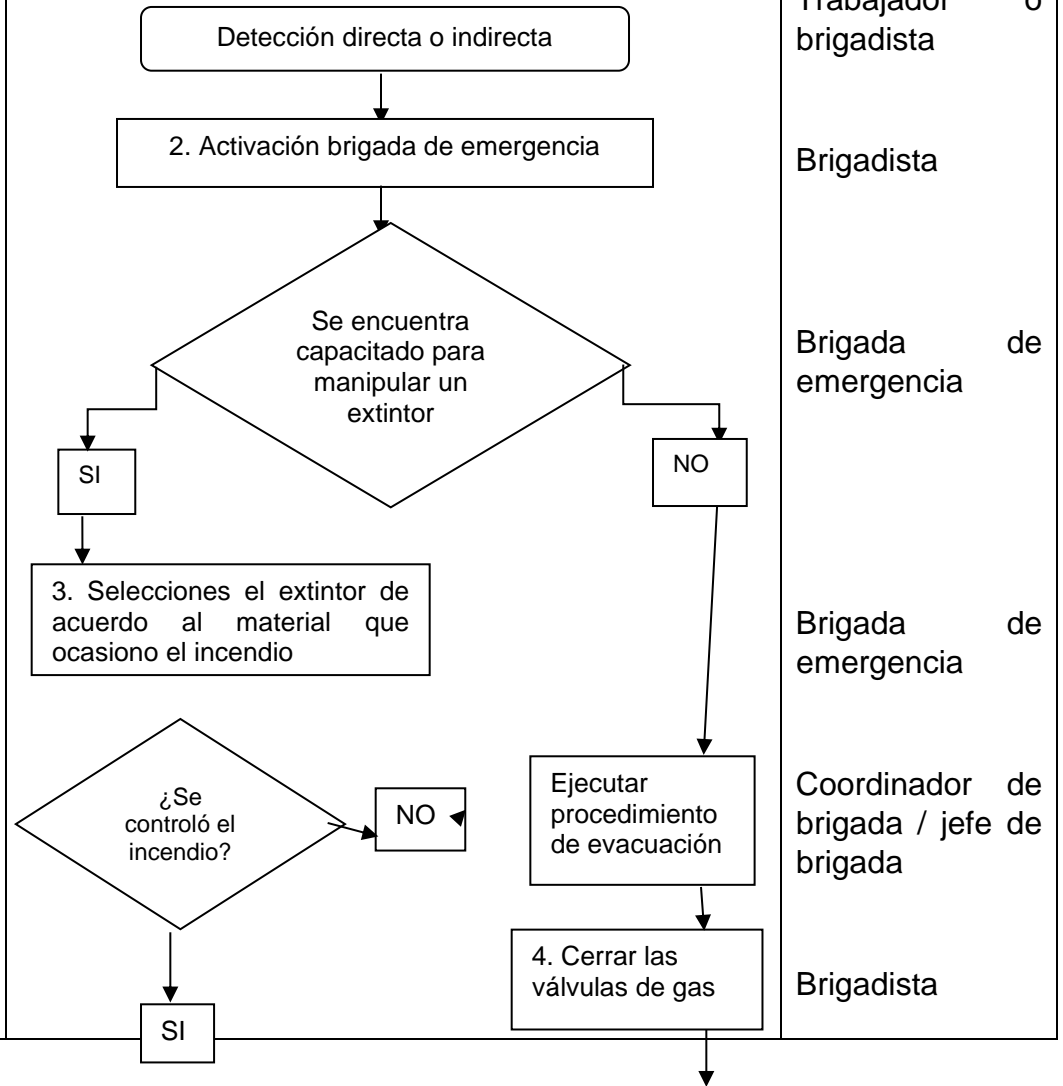 Trabajador o
brigadista
Detección directa o indirecta
2. Activación brigada de emergencia
Brigadista
Se encuentra
capacitado para
manipular un
extintor
Brigada de
emergencia
SI
NO
3. Selecciones el extintor de
acuerdo al material que
ocasiono el incendio
Brigada de
emergencia
¿Se
controló el
incendio?
NO
Ejecutar
procedimiento
de evacuación
Coordinador de
brigada / jefe de
brigada
4. Cerrar las
válvulas de gas
Brigadista
SI